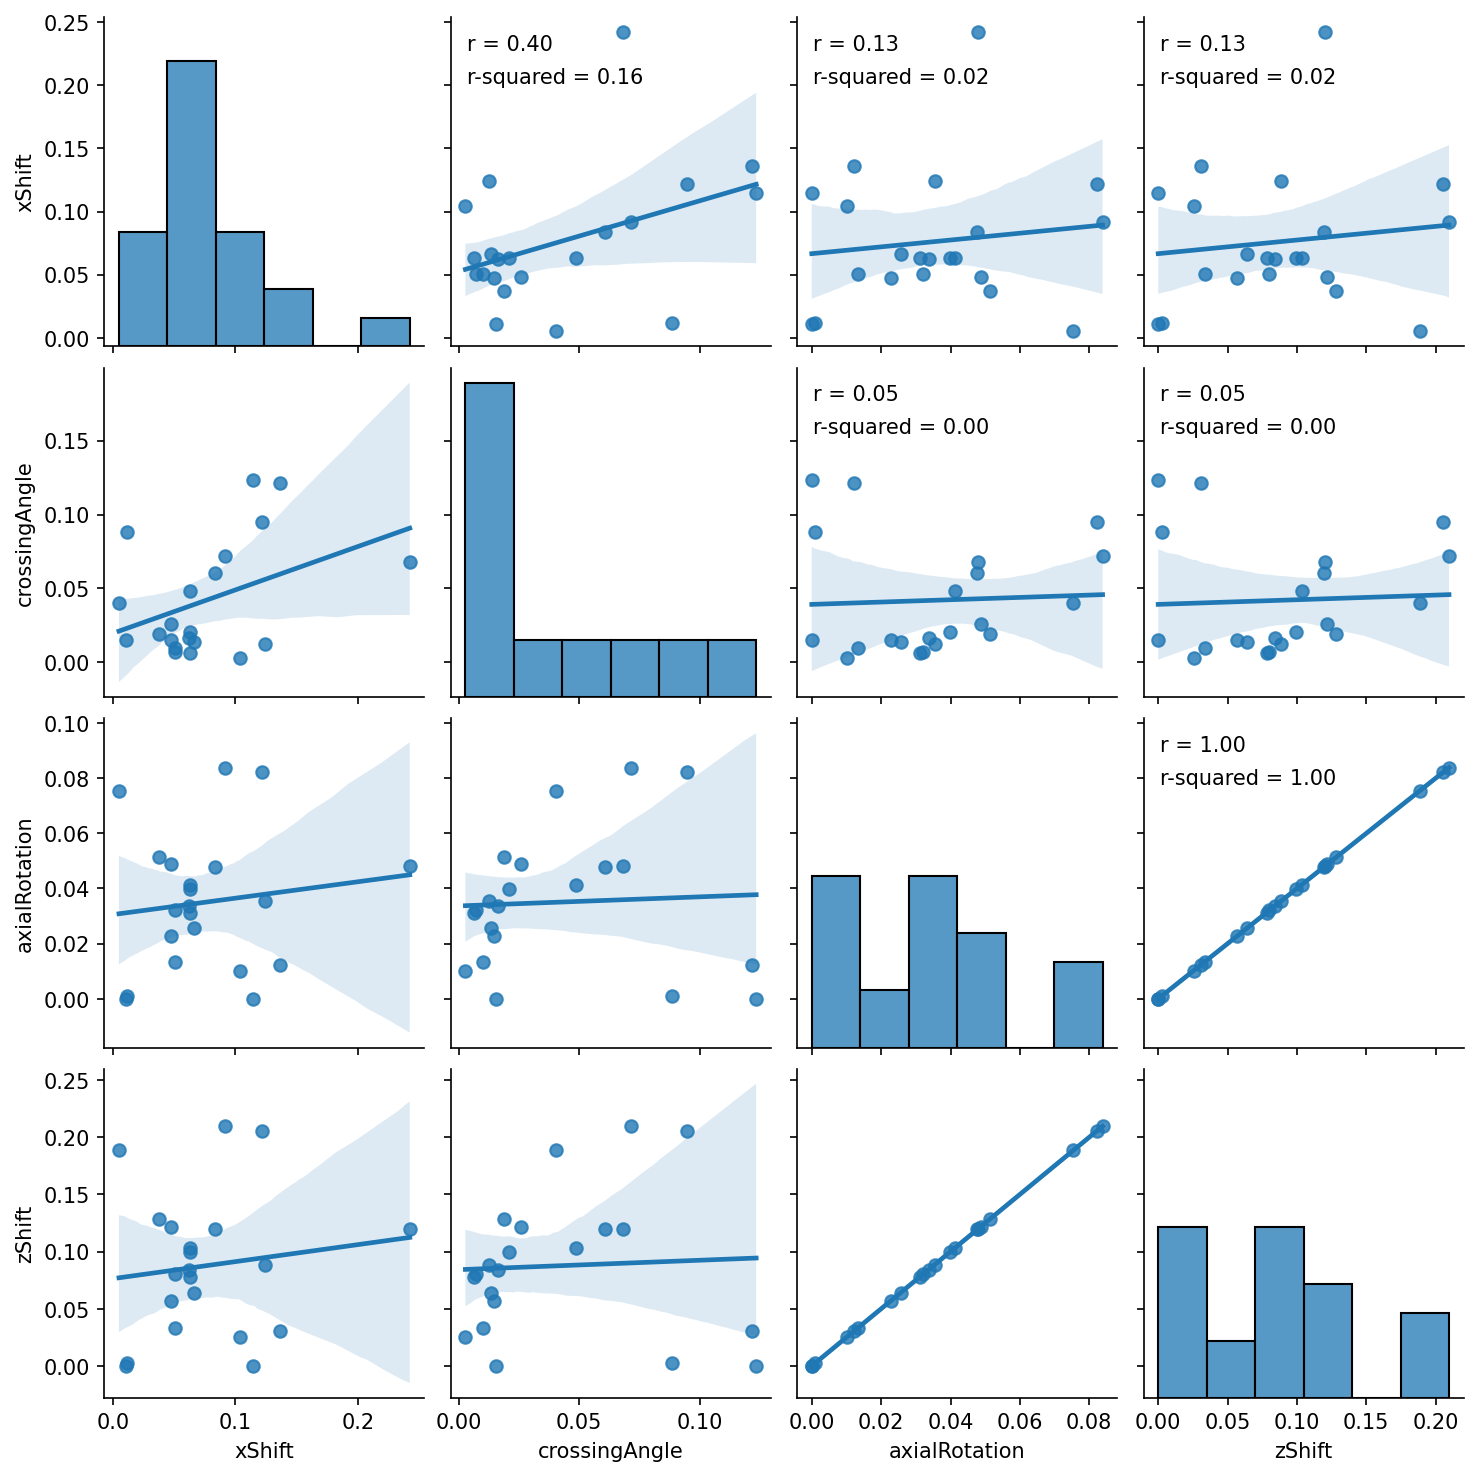 0.25
0.20
0.15
0.10
0.05
0.00
xShift
r = 0.40
r-squared = 0.16
r = 0.13
r-squared = 0.02
r = 0.13
r-squared = 0.02
0.15
0.10
0.05
0.00
crossingAngle
r = 0.05
r-squared = 0.00
r = 0.05
r-squared = 0.00
0.10
0.08
0.06
0.04
0.02
0.00
axialRotation
r = 1.00
r-squared = 1.00
0.25
0.20
0.15
0.10
0.05
0.00
zShift
0.0 0.1 0.2
xShift
0.00 0.05 0.10
crossingAngle
0.00 0.02 0.04 0.06 0.08
axialRotation
0.00 0.05 0.10 0.15 0.20
zShift